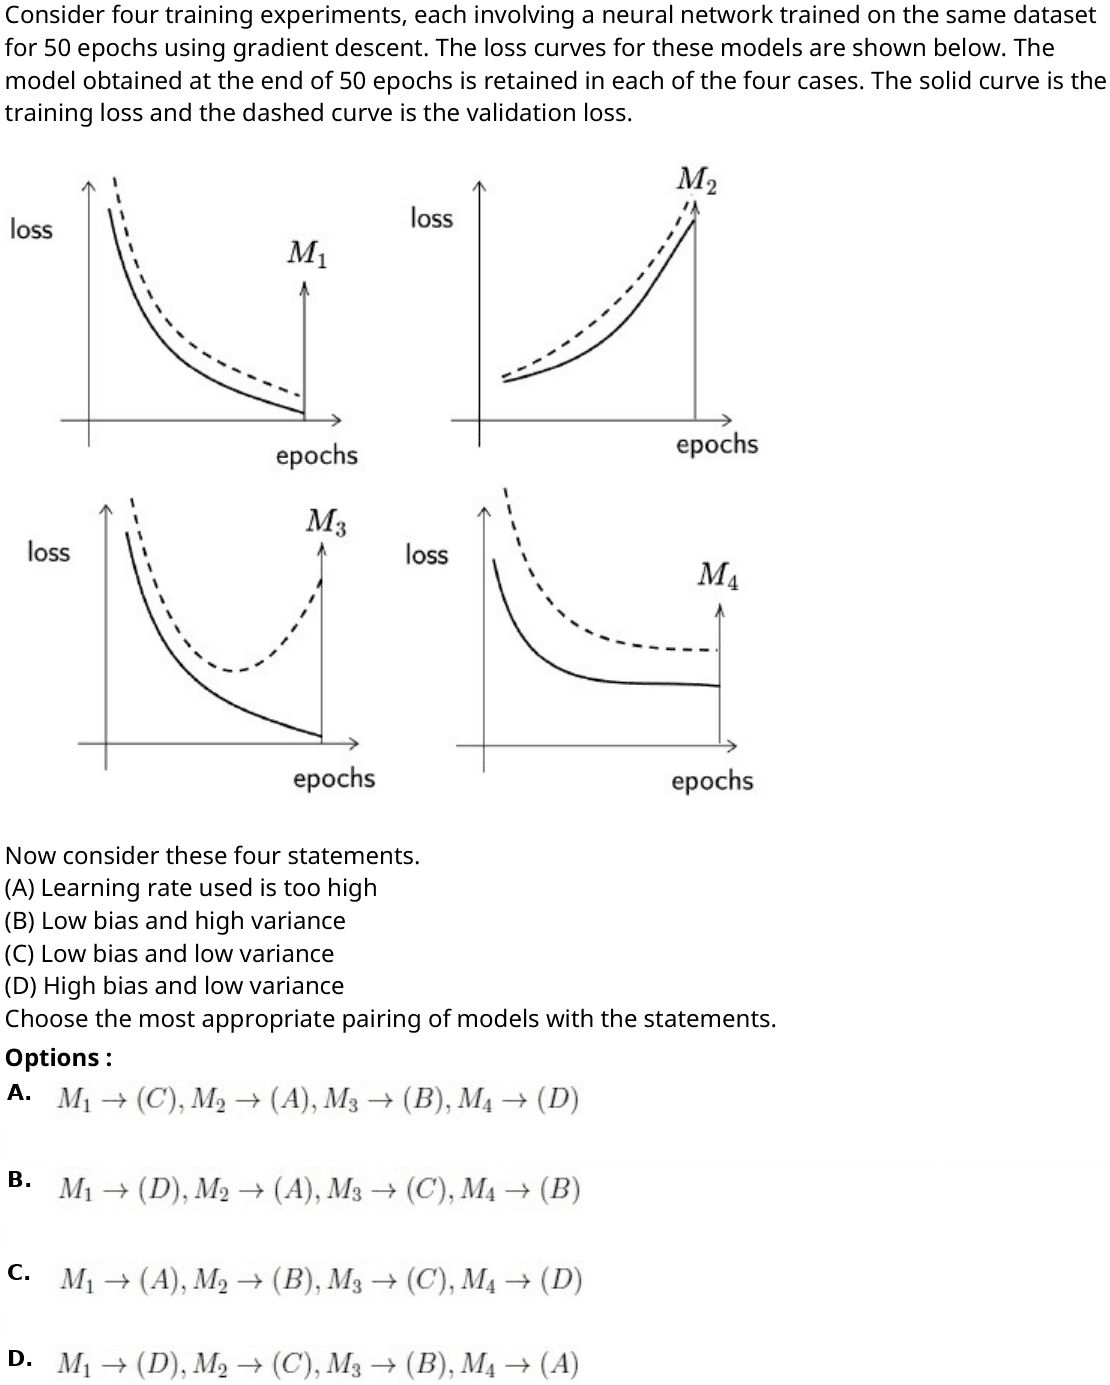 Consider four training experiments, each involving a neural network trained on the same dataset
for 50 epochs using gradient descent. The loss curves for these models are shown below. The
model obtained at the end of 50 epochs is retained in each of the four cases. The solid curve is the
training loss and the dashed curve is the validation loss.
loss
M₁
epochs
loss
M₂
epochs
loss
M₃
epochs
loss
M₄
epochs
Now consider these four statements.
(A) Learning rate used is too high
(B) Low bias and high variance
(C) Low bias and low variance
(D) High bias and low variance
Choose the most appropriate pairing of models with the statements.
Options :
A. M₁ → (C), M₂ → (A), M₃ → (B), M₄ → (D)
B. M₁ → (D), M₂ → (A), M₃ → (C), M₄ → (B)
C. M₁ → (A), M₂ → (B), M₃ → (C), M₄ → (D)
D. M₁ → (D), M₂ → (C), M₃ → (B), M₄ → (A)